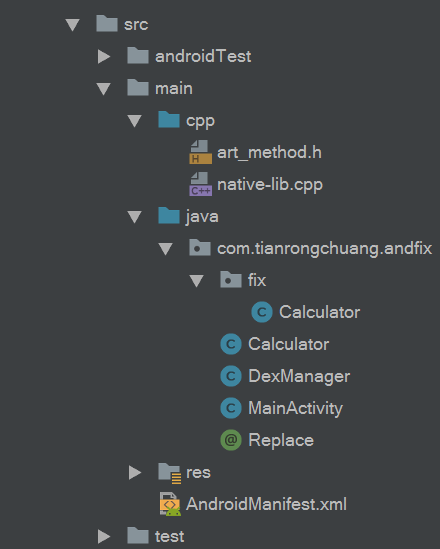 src
androidTest
main
cpp
art_method.h
native-lib.cpp
java
com.tianrongchuang.andfix
fix
Calculator
Calculator
DexManager
MainActivity
Replace
res
AndroidManifest.xml
test